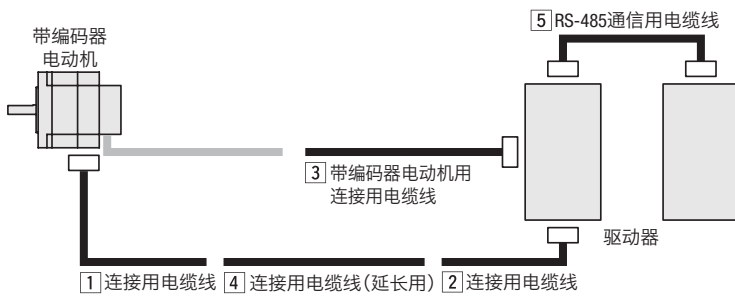 5 RS-485通信用电缆线
带编码器
电动机
3 带编码器电动机用
连接用电缆线
驱动器
1 连接用电缆线
4 连接用电缆线(延长用)
2 连接用电缆线